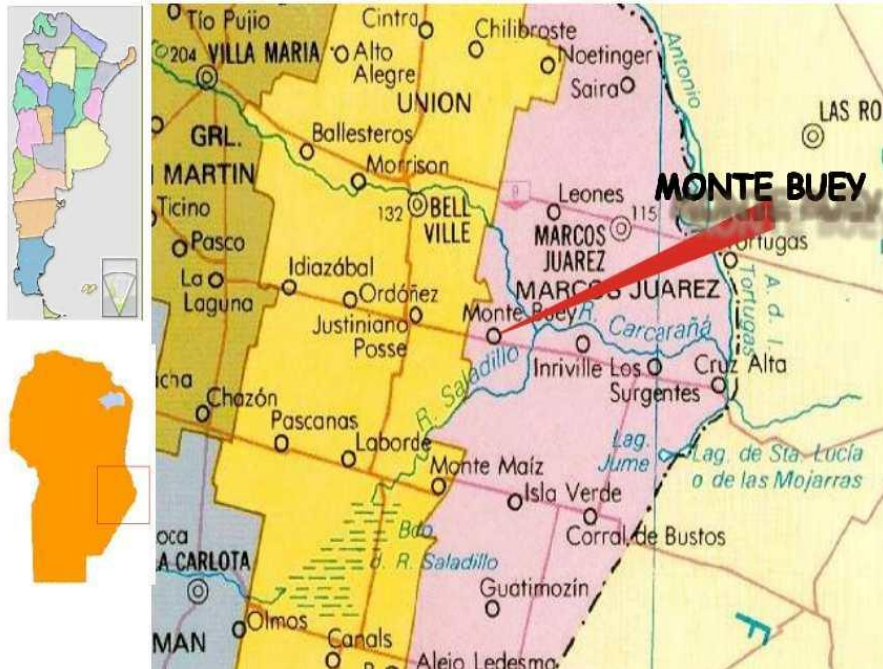 Tío Pujio
Cintra
Chilibroste
204
VILLA MARIA
Alto
Alegre
Noetinger
Saira
Antonio
UNION
LAS RO
Ballesteros
GRL.
MARTIN
Morrison
MONTE BUEY
Ticino
132
BELL
VILLE
9
Leones
115
MARCOS
JUAREZ
Pasco
Tortugas
La
Laguna
Idiazábal
Ordóñez
MARCOS JUAREZ
Tortugas
A. d. I.
Justiniano
Posse
Monte Buey
R. Carcarañá
R. Saladillo
Inriville
Los
Surgentes
Cruz Alta
Chazón
Pascanas
Laborde
Lag.
Jume
Lag. de Sta. Lucía
o de las Mojarras
Monte Maíz
Isla Verde
Corral de Bustos
Bdo.
d. R. Saladillo
A CARLOTA
Guatimozín
Olmos
MAN
Canals
Alejo Ledesma